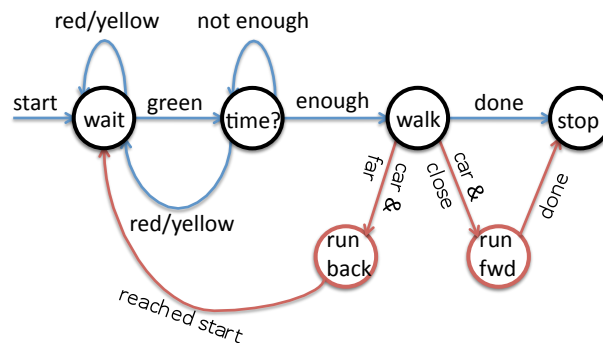 red/yellow
not enough
start
wait
green
time?
enough
walk
done
stop
car &
far
car &
close
done
red/yellow
run
back
run
fwd
reached start